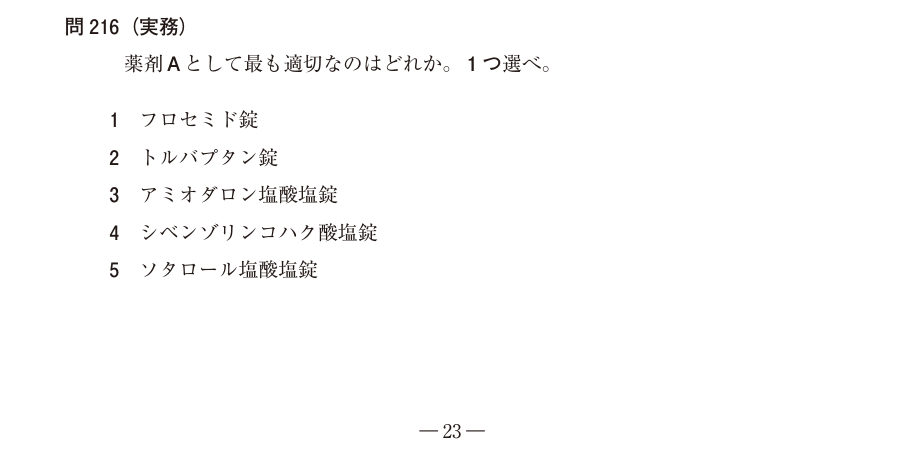 問 216（実務）
薬剤 A として最も適切なのはどれか。1 つ選べ。
1 フロセミド錠
2 トルバプタン錠
3 アミオダロン塩酸塩錠
4 シベンゾリンコハク酸塩錠
5 ソタロール塩酸塩錠
— 23 —